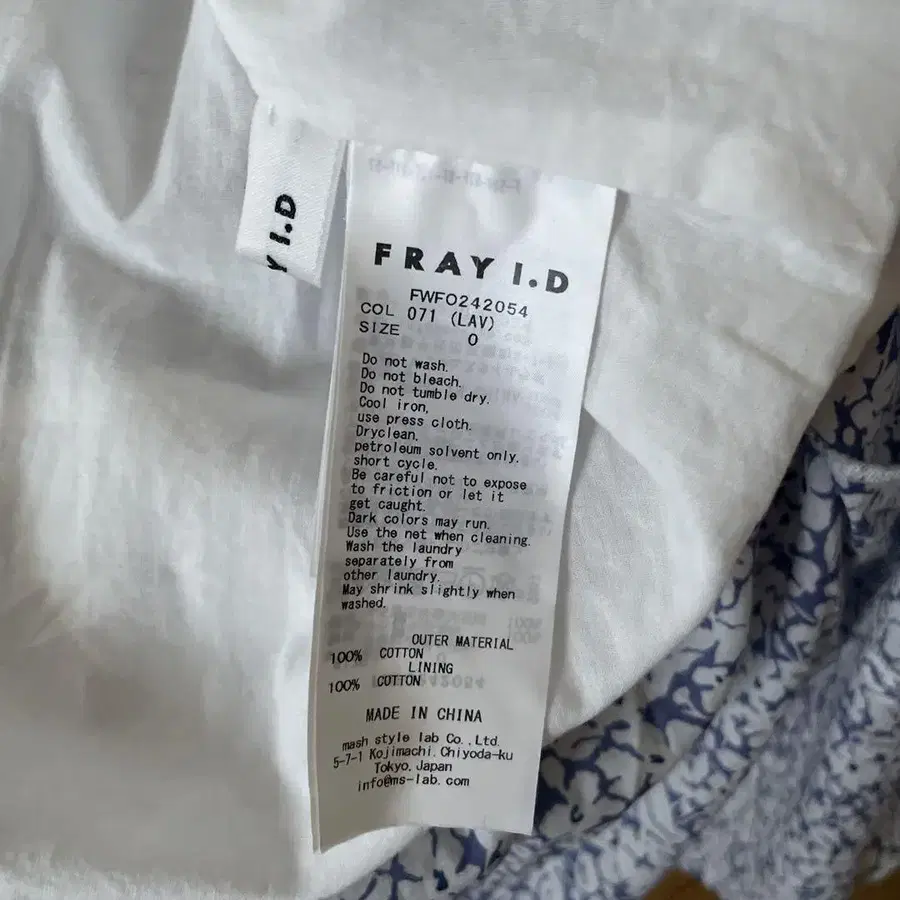 Y I.D
FRAY I.D
FWFO242054
COL 071 (LAV)
SIZE 0
Do not wash.
Do not bleach.
Do not tumble dry.
Cool iron,
use press cloth.
Dryclean,
petroleum solvent only.
short cycle.
Be careful not to expose
to friction or let it
get caught.
Dark colors may run.
Use the net when cleaning.
Wash the laundry
separately from
other laundry.
May shrink slightly when
washed.
OUTER MATERIAL
100% COTTON
LINING
100% COTTON
MADE IN CHINA
mash style lab Co.,Ltd.
5-7-1 Kojimachi, Chiyoda-ku
Tokyo, Japan
info@ms-lab.com